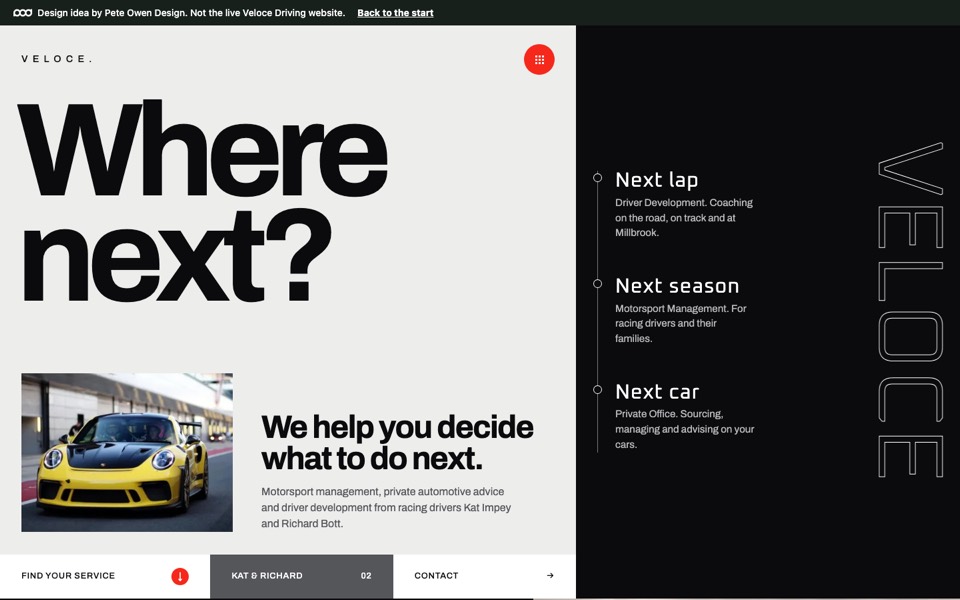 Design idea by Pete Owen Design. Not the live Veloce Driving website. Back to the start
VELOCE.
Where
next?
We help you decide
what to do next.
Motorsport management, private automotive advice
and driver development from racing drivers Kat Impey
and Richard Bott.
FIND YOUR SERVICE
KAT & RICHARD 02
CONTACT
Next lap
Driver Development. Coaching
on the road, on track and at
Millbrook.
Next season
Motorsport Management. For
racing drivers and their
families.
Next car
Private Office. Sourcing,
managing and advising on your
cars.
VELOCE